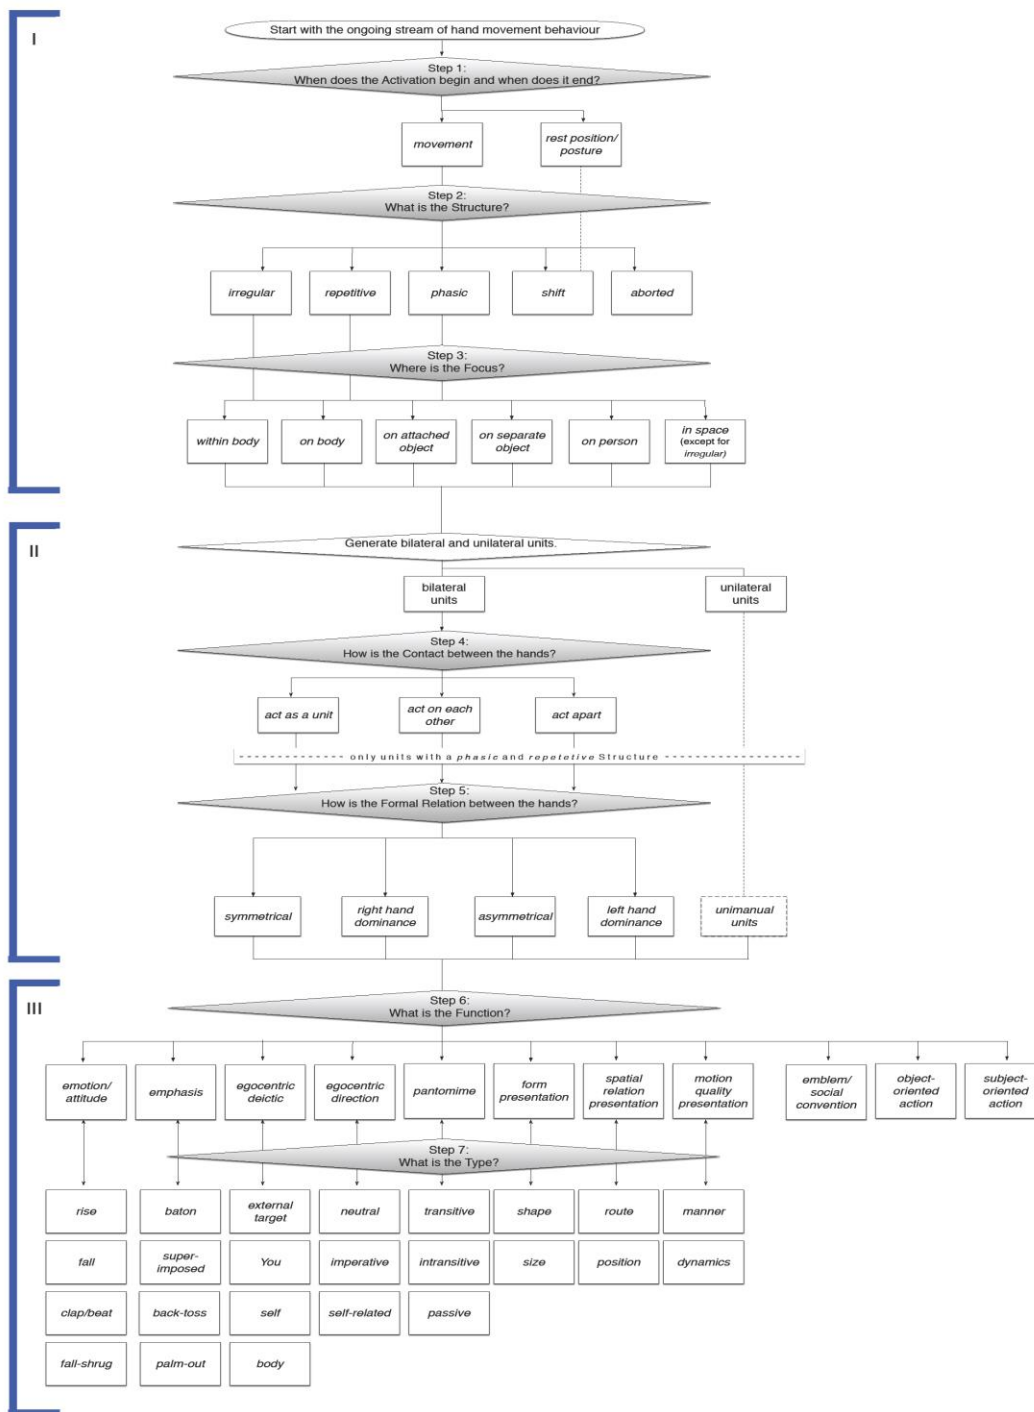 I
Start with the ongoing stream of hand movement behaviour
Step 1:
When does the Activation begin and when does it end?
movement
rest position/
posture
Step 2:
What is the Structure?
irregular
repetitive
phasic
shift
aborted
Step 3:
Where is the Focus?
within body
on body
on attached
object
on separate
object
on person
in space
(except for
irregular)
II
Generate bilateral and unilateral units.
bilateral
units
unilateral
units
Step 4:
How is the Contact between the hands?
act as a unit
act on each
other
act apart
only units with a phasic and repetetive Structure
Step 5:
How is the Formal Relation between the hands?
symmetrical
right hand
dominance
asymmetrical
left hand
dominance
unimanual
units
III
Step 6:
What is the Function?
emotion/
attitude
emphasis
egocentric
deictic
egocentric
direction
pantomime
form
presentation
spatial
relation
presentation
motion
quality
presentation
emblem/
social
convention
object-
oriented
action
subject-
oriented
action
Step 7:
What is the Type?
rise
baton
external
target
neutral
transitive
shape
route
manner
fall
super-
imposed
You
imperative
intransitive
size
position
dynamics
clap/beat
back-toss
self
self-related
passive
fall-shrug
palm-out
body